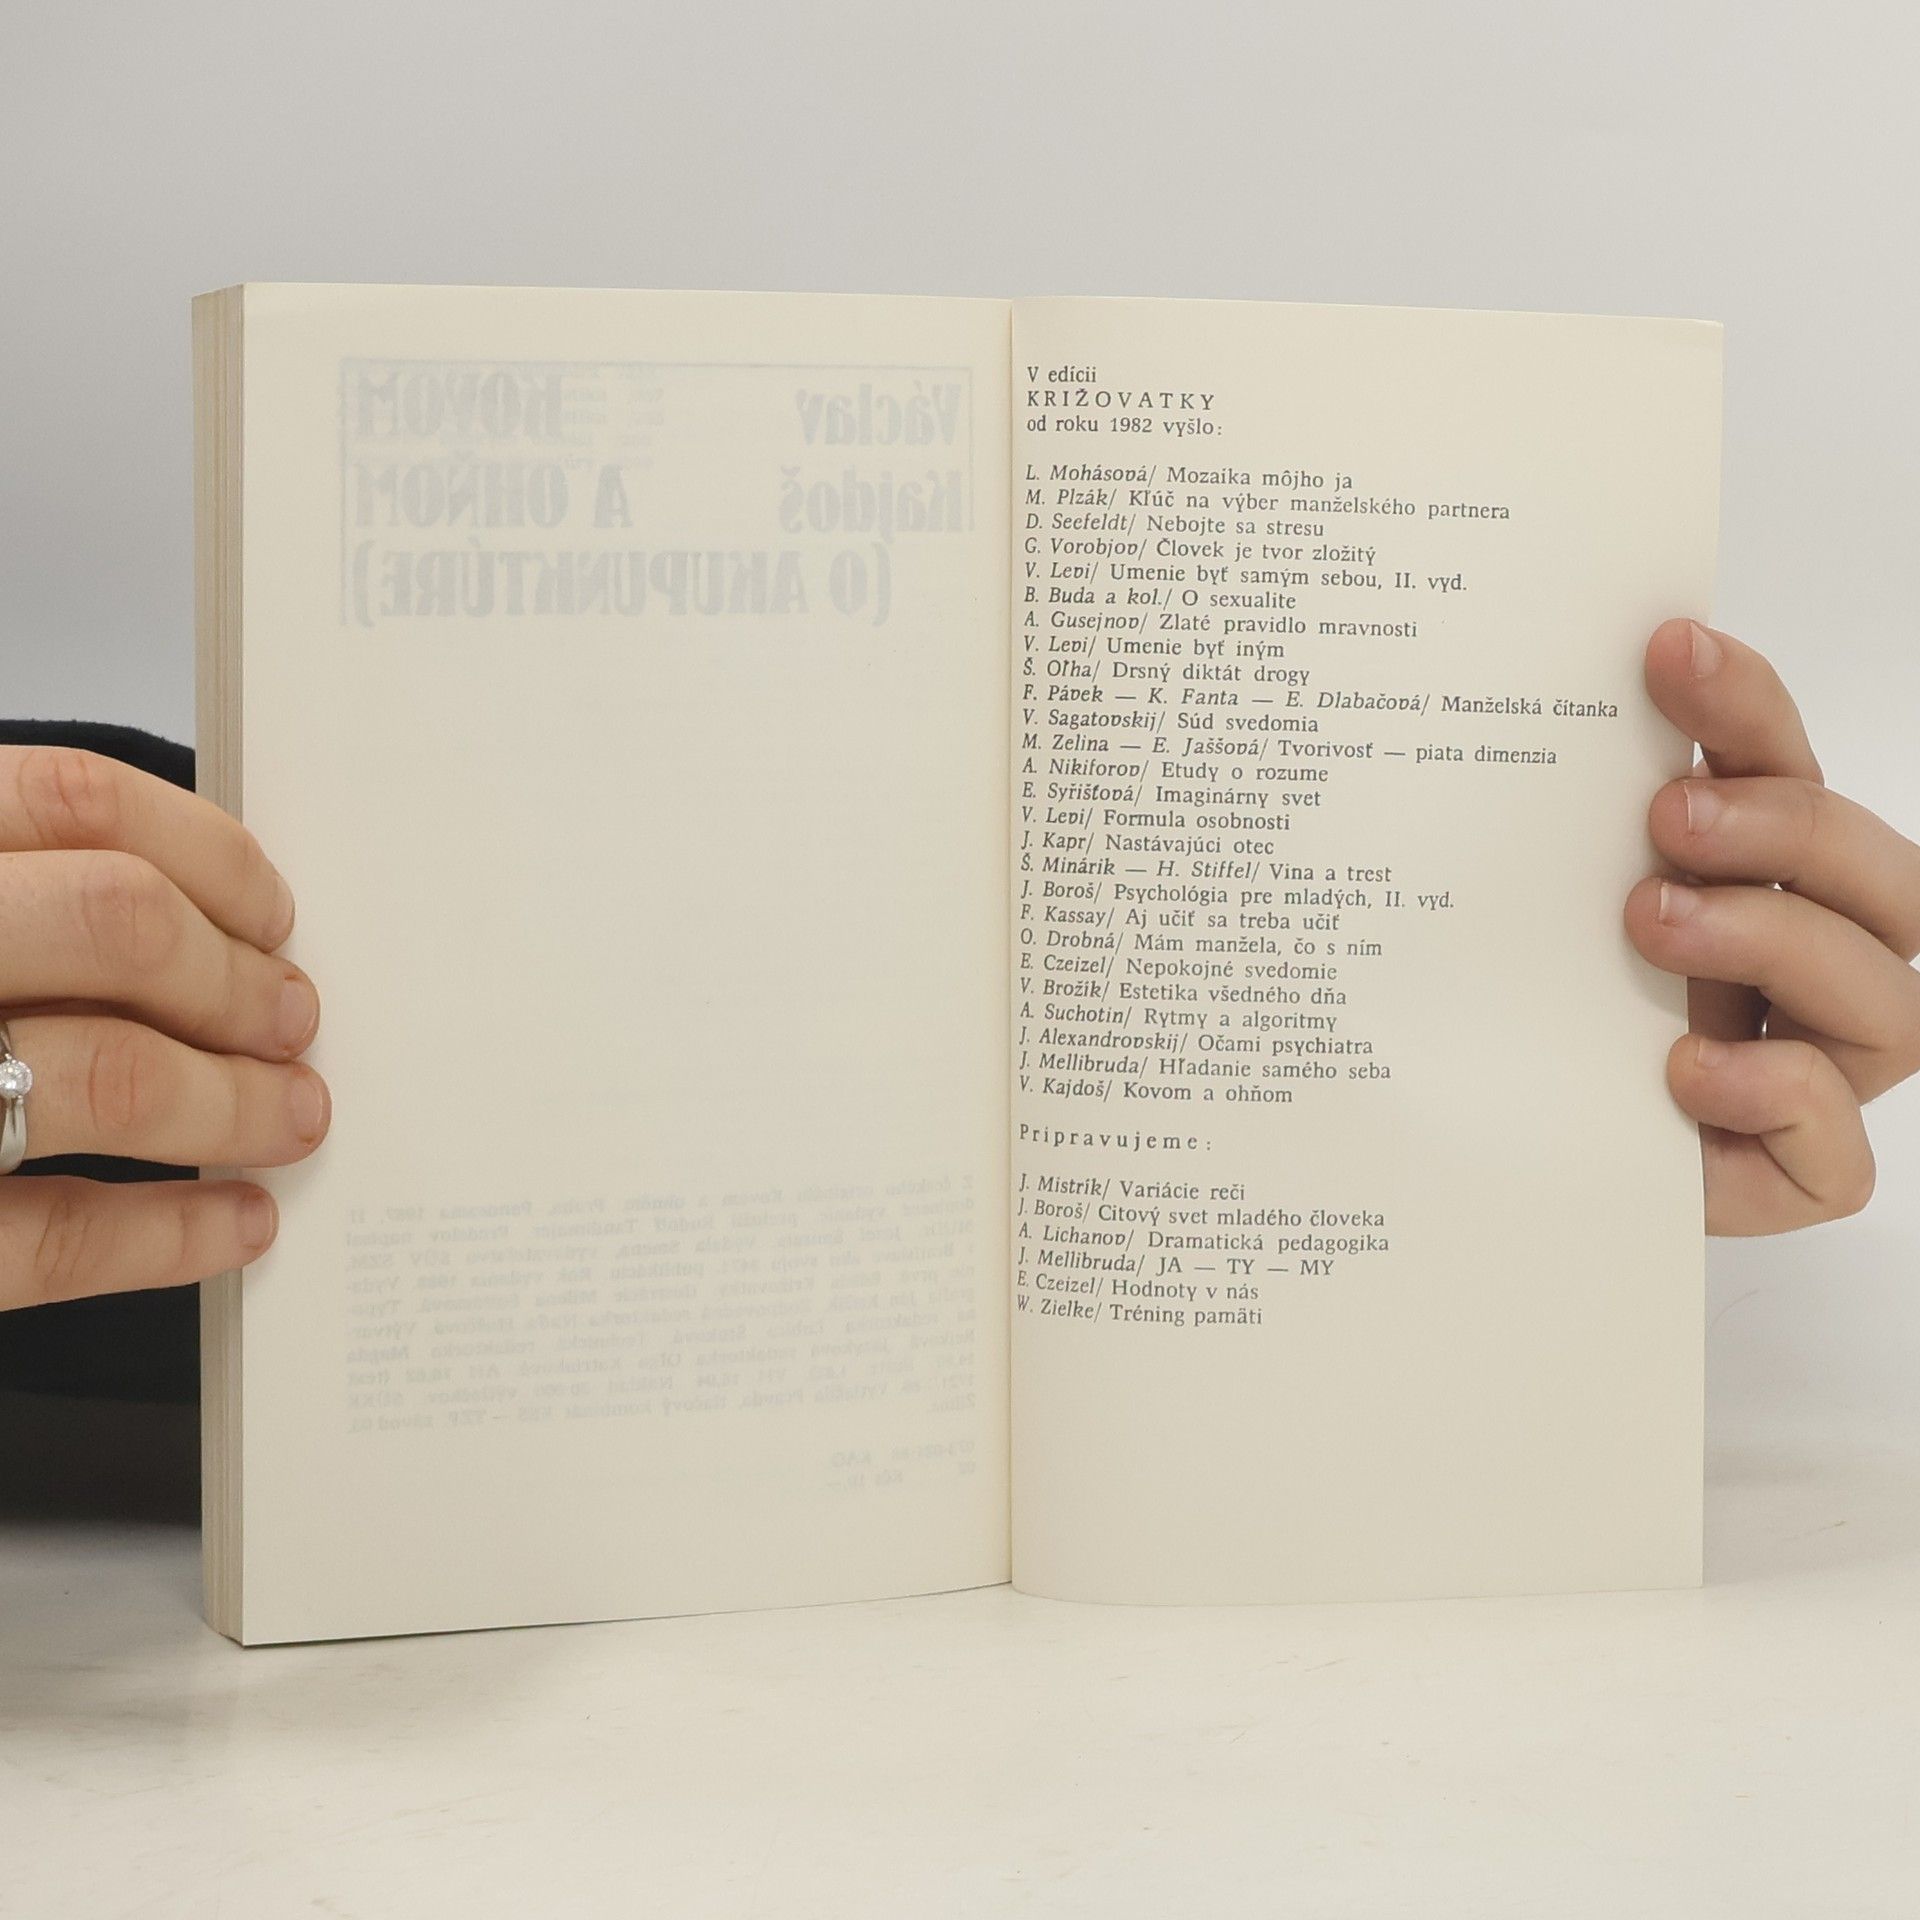 Václav
Kajdoš
KOVOM
A OHŇOM
(O AKUPUNKTÚRE)
V edícii
KRIŽOVATKY
od roku 1982 vyšlo:
L. Mohásová/ Mozaika môjho ja
M. Plzák/ Kľúč na výber manželského partnera
D. Seefeldt/ Nebojte sa stresu
G. Vorobjov/ Človek je tvor zložitý
V. Levi/ Umenie byť samým sebou, II. vyd.
B. Buda a kol./ O sexualite
A. Gusejnov/ Zlaté pravidlo mravnosti
V. Levi/ Umenie byť iným
Š. Oľha/ Drsný diktát drogy
F. Pávek — K. Fanta — E. Dlabačová/ Manželská čítanka
V. Sagatovskij/ Súd svedomia
M. Zelina — E. Jaššová/ Tvorivosť — piata dimenzia
A. Nikiforov/ Etudy o rozume
E. Syřišťová/ Imaginárny svet
V. Levi/ Formula osobnosti
J. Kapr/ Nastávajúci otec
Š. Minárik — H. Stiffel/ Vina a trest
J. Boroš/ Psychológia pre mladých, II. vyd.
F. Kassay/ Aj učiť sa treba učiť
O. Drobná/ Mám manžela, čo s ním
E. Czeizel/ Nepokojné svedomie
V. Brožík/ Estetika všedného dňa
A. Suchotin/ Rytmy a algoritmy
J. Alexandrovskij/ Očami psychiatra
J. Mellibruda/ Hľadanie samého seba
V. Kajdoš/ Kovom a ohňom
Pripravujeme:
J. Mistrík/ Variácie reči
J. Boroš/ Citový svet mladého človeka
A. Lichanov/ Dramatická pedagogika
J. Mellibruda/ JA — TY — MY
E. Czeizel/ Hodnoty v nás
W. Zielke/ Tréning pamäti